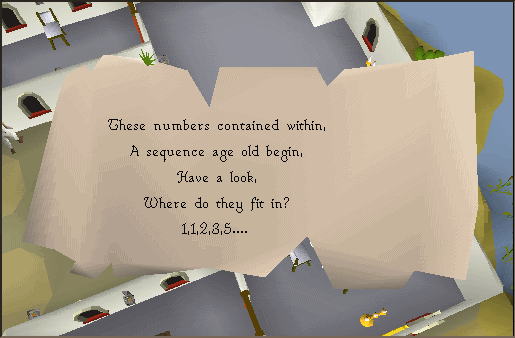 These numbers contained within,
A sequence age old begin,
Have a look,
Where do they fit in?
1,1,2,3,5....